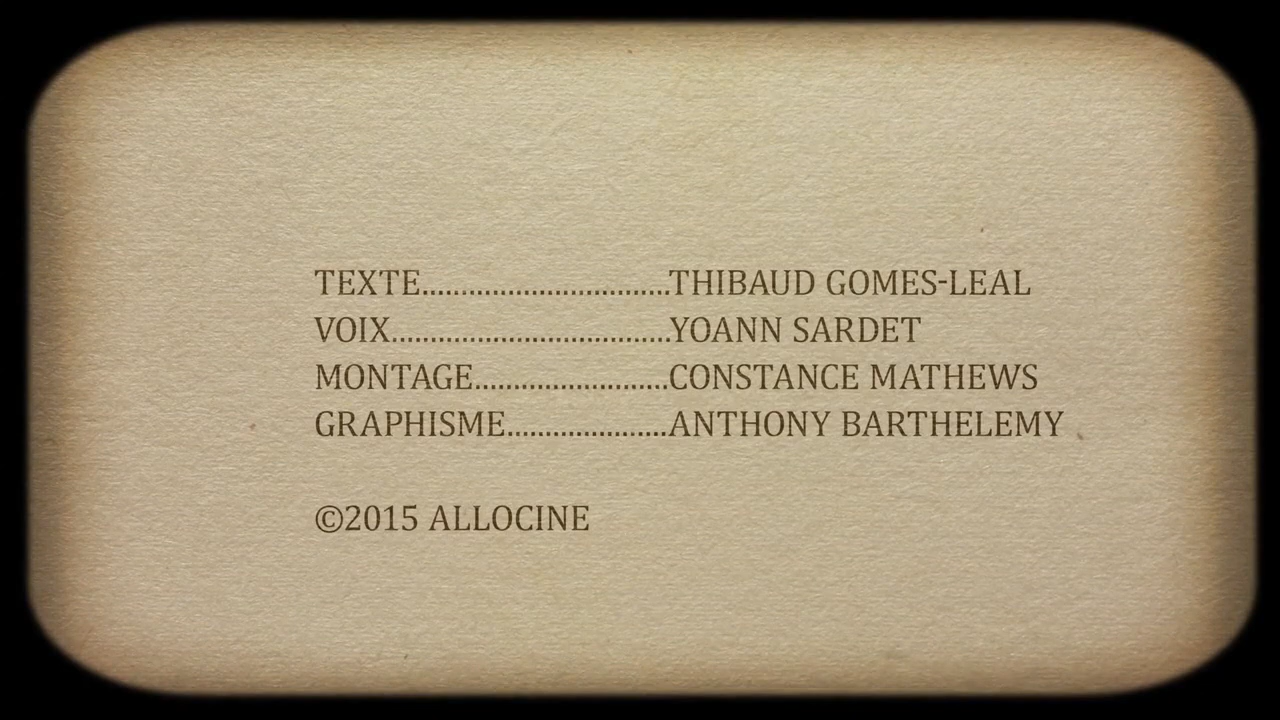 TEXTE...............................THIBAUD GOMES-LEAL
VOIX...................................YOANN SARDET
MONTAGE.........................CONSTANCE MATHEWS
GRAPHISME....................ANTHONY BARTHELEMY
©2015 ALLOCINE